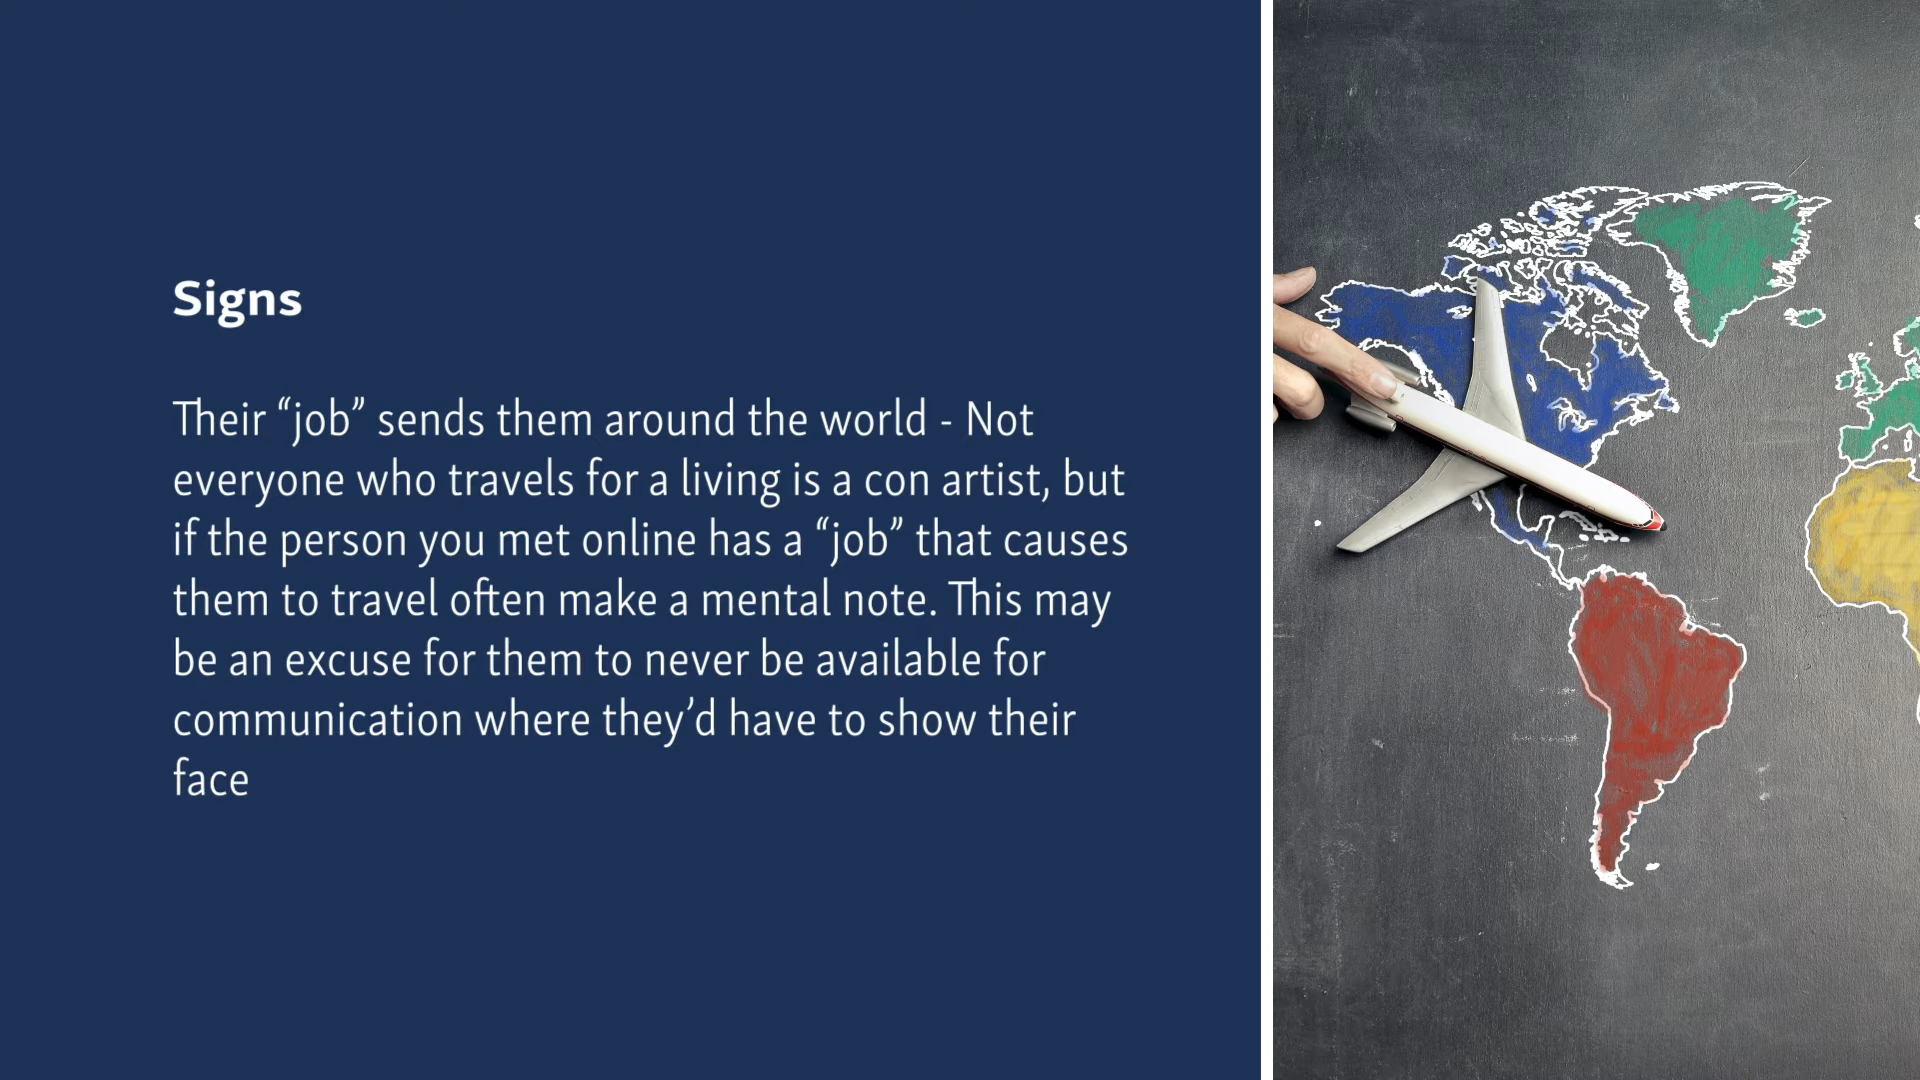 Signs
Their “job” sends them around the world - Not
everyone who travels for a living is a con artist, but
if the person you met online has a “job” that causes
them to travel often make a mental note. This may
be an excuse for them to never be available for
communication where they’d have to show their
face